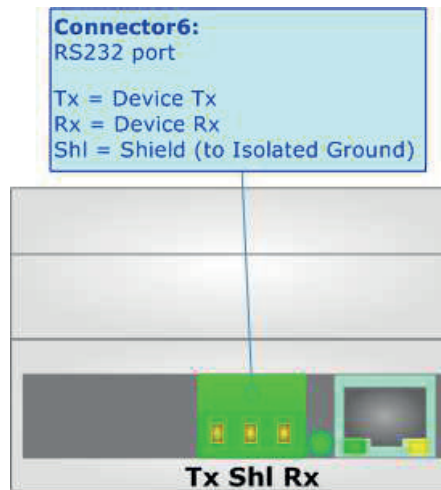 Connector6:
RS232 port
Tx = Device Tx
Rx = Device Rx
Shl = Shield (to Isolated Ground)
Tx Shl Rx